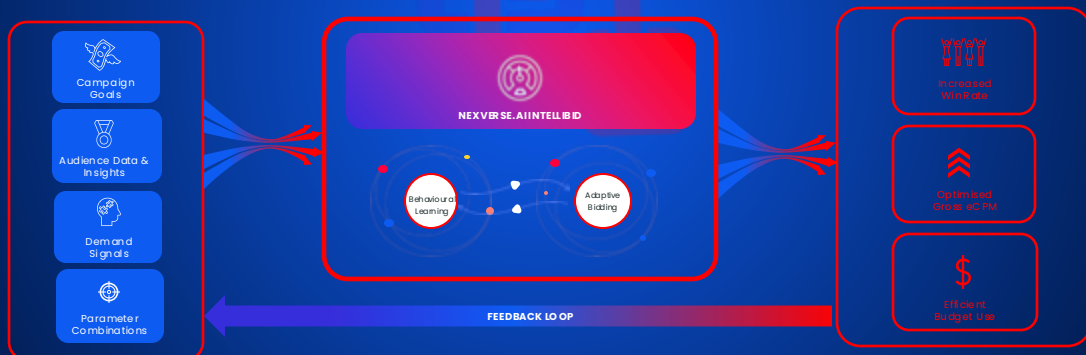 Campaign
Goals
Audience Data &
Insights
Demand
Signals
Parameter
Combinations
NEXVERSE.AI INTELLIBID
Behavioural
Learning
Adaptive
Bidding
FEEDBACK LOOP
Increased
Win Rate
Optimised
Gross eCPM
Efficient
Budget Use